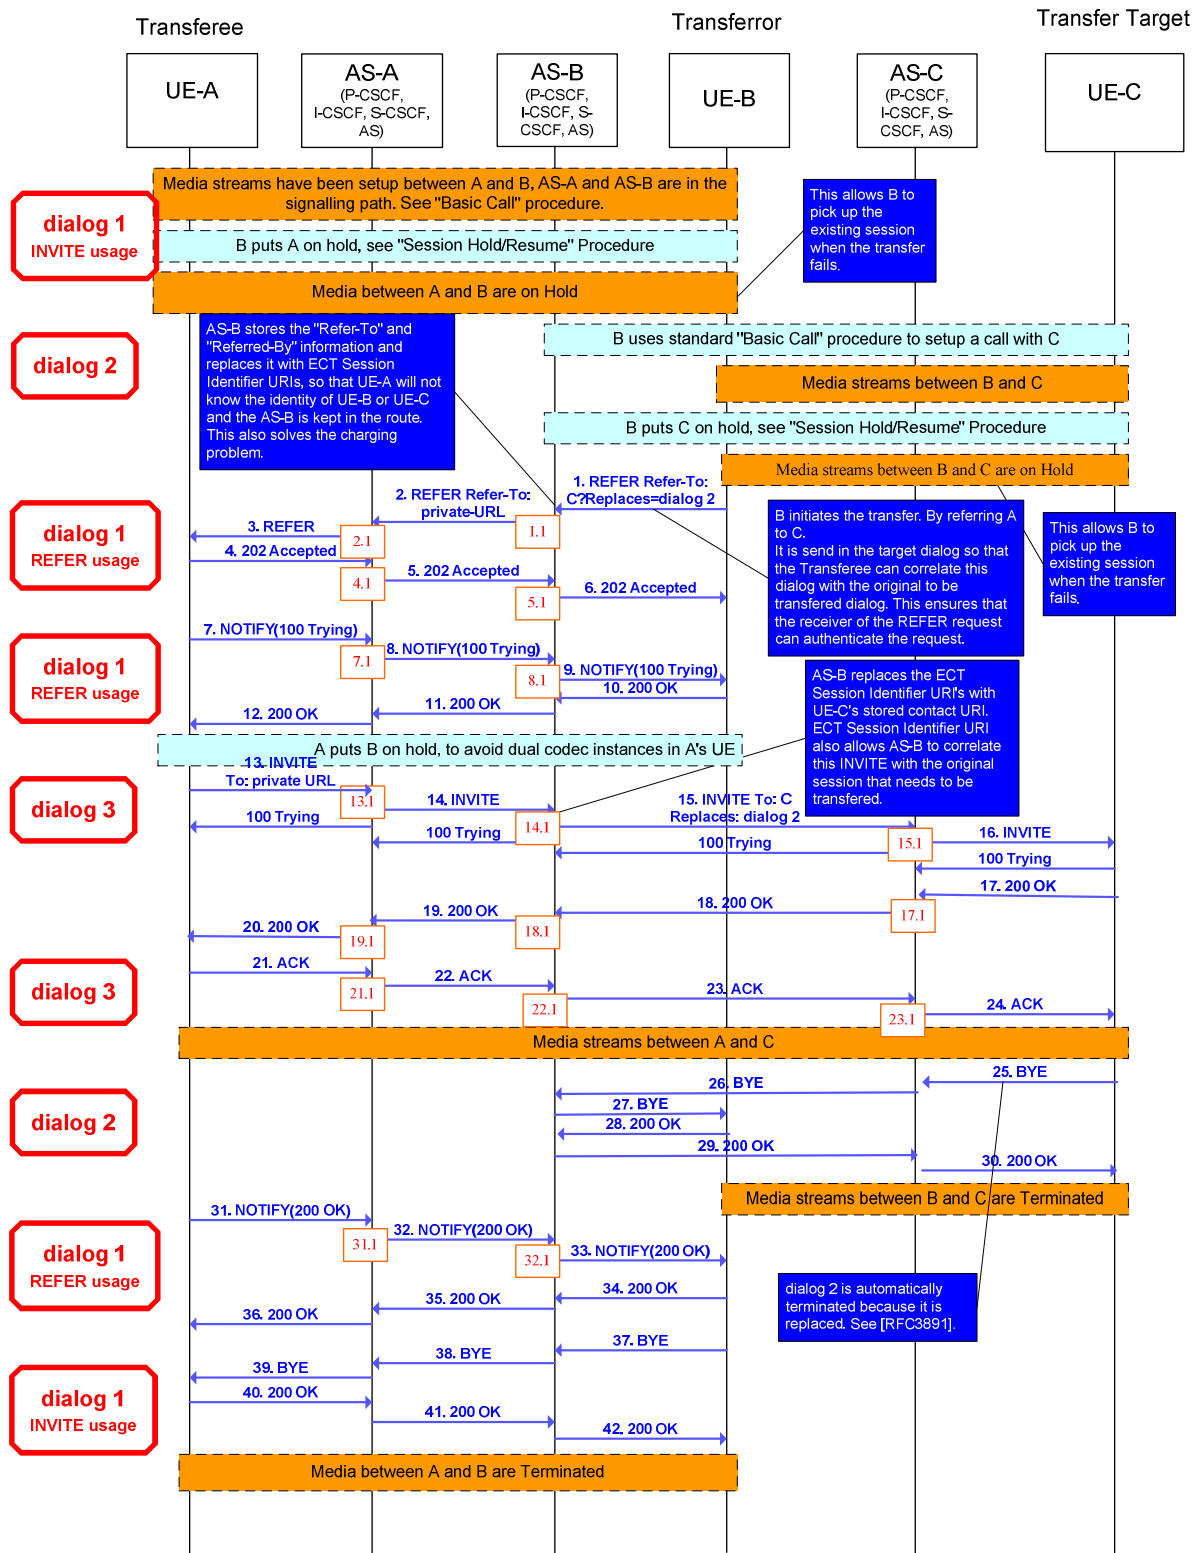 Transferee
Transferror
Transfer Target
UE-A
AS-A
(P-CSCF,
I-CSCF, S-CSCF,
AS)
AS-B
(P-CSCF,
I-CSCF, S-
CSCF, AS)
UE-B
AS-C
(P-CSCF,
I-CSCF, S-
CSCF, AS)
UE-C
Media streams have been setup between A and B, AS-A and AS-B are in the
signalling path. See "Basic Call" procedure.
This allows B to
pick up the
existing session
when the transfer
fails.
dialog 1
INVITE usage
B puts A on hold, see "Session Hold/Resume" Procedure
Media between A and B are on Hold
AS-B stores the "Refer-To" and
"Referred-By" information and
replaces it with ECT Session
Identifier URIs, so that UE-A will not
know the identity of UE-B or UE-C
and the AS-B is kept in the route.
This also solves the charging
problem.
dialog 2
B uses standard "Basic Call" procedure to setup a call with C
Media streams between B and C
B puts C on hold, see "Session Hold/Resume" Procedure
Media streams between B and C are on Hold
1. REFER Refer-To:
C?Replaces=dialog 2
2. REFER Refer-To:
private-URL
1.1
3. REFER
2.1
dialog 1
REFER usage
4. 202 Accepted
4.1
5. 202 Accepted
5.1
6. 202 Accepted
B initiates the transfer. By referring A
to C.
It is send in the target dialog so that
the Transferee can correlate this
dialog with the original to be
transfered dialog. This ensures that
the receiver of the REFER request
can authenticate the request.
This allows B to
pick up the
existing session
when the transfer
fails.
7. NOTIFY(100 Trying)
7.1
8. NOTIFY(100 Trying)
8.1
9. NOTIFY(100 Trying)
dialog 1
REFER usage
10. 200 OK
11. 200 OK
12. 200 OK
AS-B replaces the ECT
Session Identifier URI's with
UE-C's stored contact URI.
ECT Session Identifier URI
also allows AS-B to correlate
this INVITE with the original
session that needs to be
transfered.
A puts B on hold, to avoid dual codec instances in A's UE
13. INVITE
To: private URL
13.1
dialog 3
14. INVITE
14.1
15. INVITE To: C
Replaces: dialog 2
15.1
16. INVITE
100 Trying
100 Trying
100 Trying
100 Trying
17. 200 OK
17.1
18. 200 OK
18.1
19. 200 OK
19.1
20. 200 OK
21. ACK
21.1
22. ACK
22.1
23. ACK
23.1
24. ACK
dialog 3
Media streams between A and C
25. BYE
26. BYE
27. BYE
28. 200 OK
29. 200 OK
30. 200 OK
dialog 2
Media streams between B and C are Terminated
31. NOTIFY(200 OK)
31.1
32. NOTIFY(200 OK)
32.1
33. NOTIFY(200 OK)
dialog 1
REFER usage
34. 200 OK
35. 200 OK
36. 200 OK
dialog 2 is automatically
terminated because it is
replaced. See [RFC3891].
37. BYE
38. BYE
39. BYE
40. 200 OK
41. 200 OK
42. 200 OK
dialog 1
INVITE usage
Media between A and B are Terminated